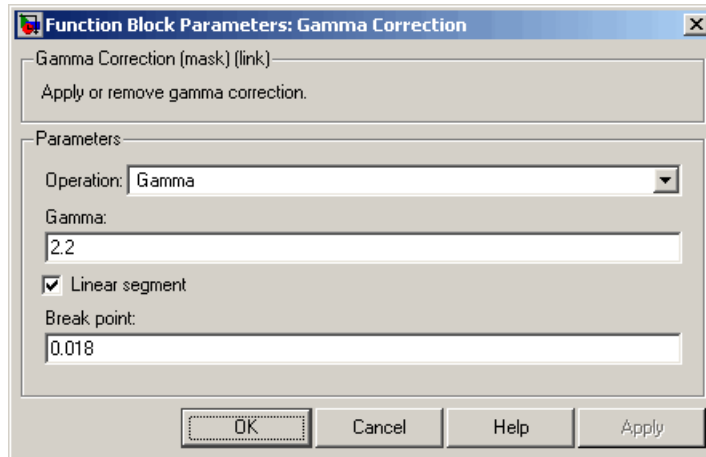 Function Block Parameters: Gamma Correction
Gamma Correction (mask) (link)
Apply or remove gamma correction.
Parameters
Operation: Gamma
Gamma:
2.2
Linear segment
Break point:
0.018
OK Cancel Help Apply